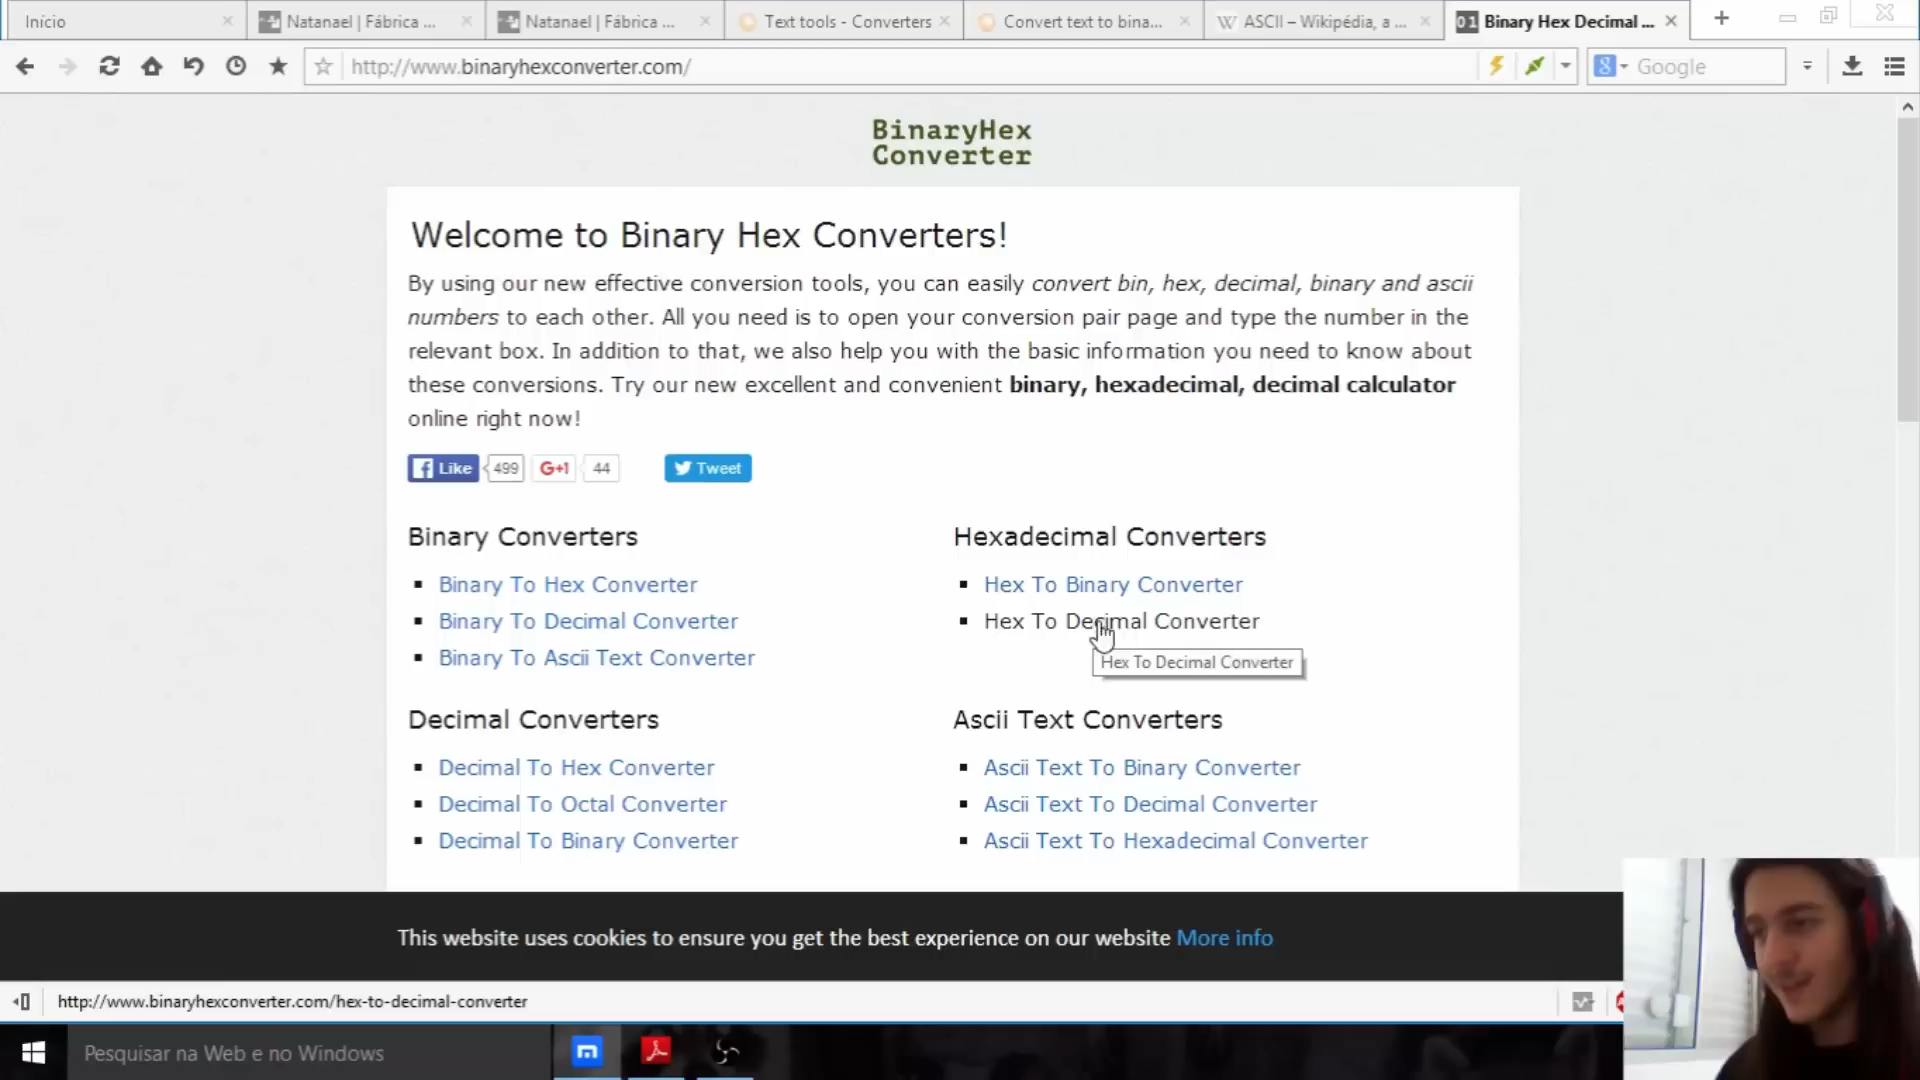 Início
Natanael | Fábrica ...
Natanael | Fábrica ...
Text tools - Converters
Convert text to bina...
W ASCII – Wikipédia, a ...
01 Binary Hex Decimal ...
http://www.binaryhexconverter.com/
8 Google
BinaryHex
Converter
Welcome to Binary Hex Converters!
By using our new effective conversion tools, you can easily convert bin, hex, decimal, binary and ascii
numbers to each other. All you need is to open your conversion pair page and type the number in the
relevant box. In addition to that, we also help you with the basic information you need to know about
these conversions. Try our new excellent and convenient binary, hexadecimal, decimal calculator
online right now!
f Like 499 G+1 44 Tweet
Binary Converters
Binary To Hex Converter
Binary To Decimal Converter
Binary To Ascii Text Converter
Hexadecimal Converters
Hex To Binary Converter
Hex To Decimal Converter
Hex To Decimal Converter
Decimal Converters
Decimal To Hex Converter
Decimal To Octal Converter
Decimal To Binary Converter
Ascii Text Converters
Ascii Text To Binary Converter
Ascii Text To Decimal Converter
Ascii Text To Hexadecimal Converter
This website uses cookies to ensure you get the best experience on our website More info
http://www.binaryhexconverter.com/hex-to-decimal-converter
Pesquisar na Web e no Windows